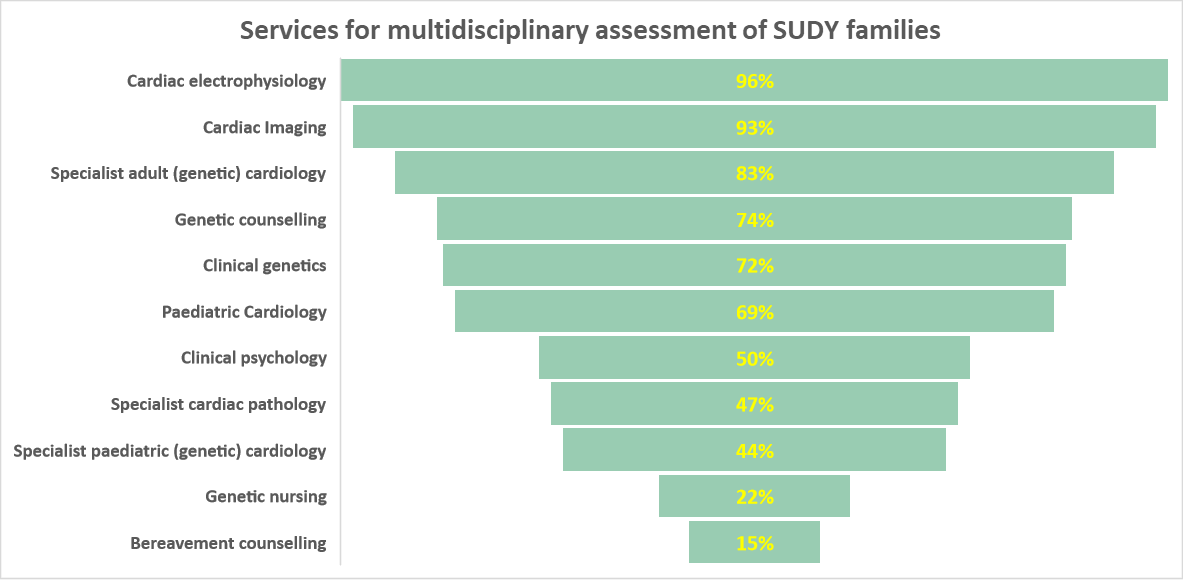 Services for multidisciplinary assessment of SUDY families
Cardiac electrophysiology 96%
Cardiac Imaging 93%
Specialist adult (genetic) cardiology 83%
Genetic counselling 74%
Clinical genetics 72%
Paediatric Cardiology 69%
Clinical psychology 50%
Specialist cardiac pathology 47%
Specialist paediatric (genetic) cardiology 44%
Genetic nursing 22%
Bereavement counselling 15%